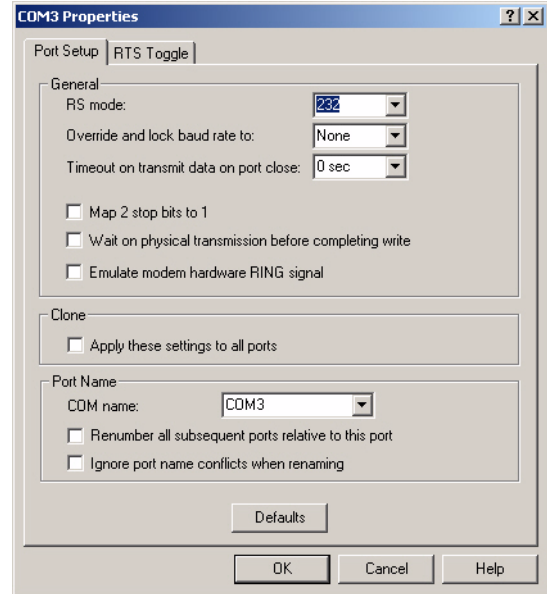 COM3 Properties
Port Setup RTS Toggle
General
RS mode: 232
Override and lock baud rate to: None
Timeout on transmit data on port close: 0 sec
Map 2 stop bits to 1
Wait on physical transmission before completing write
Emulate modem hardware RING signal
Clone
Apply these settings to all ports
Port Name
COM name: COM3
Renumber all subsequent ports relative to this port
Ignore port name conflicts when renaming
Defaults
OK Cancel Help